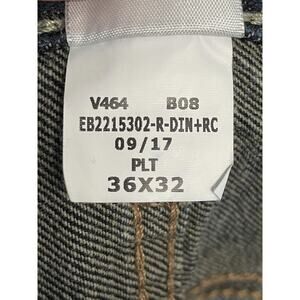 V464 B08
EB2215302-R-DIN+RC
09/17
PLT
36X32